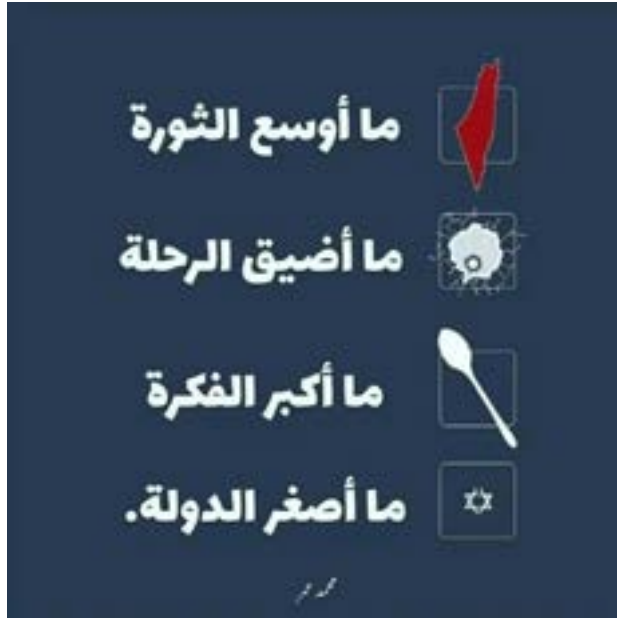 ما أوسع الثورة
ما أضيق الرحلة
ما أكبر الفكرة
ما أصغر الدولة.